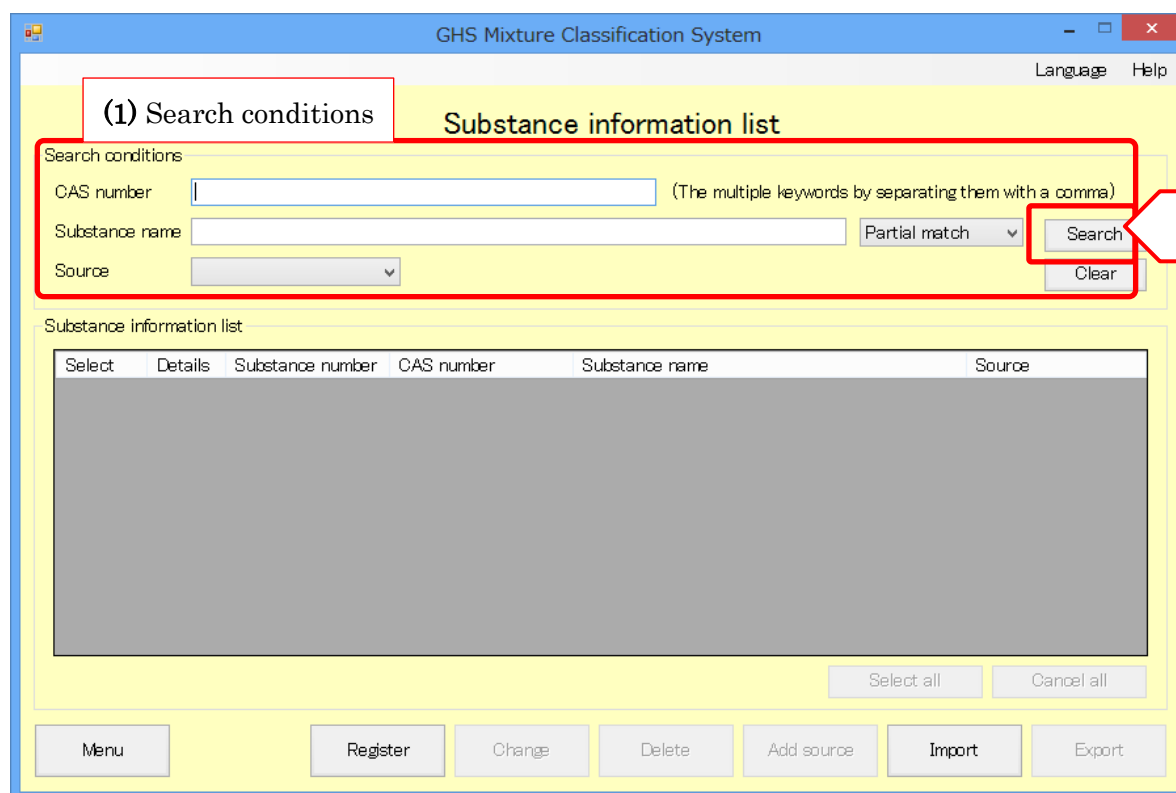 GHS Mixture Classification System
Language Help
(1) Search conditions
Substance information list
Search conditions
CAS number (The multiple keywords by separating them with a comma)
Substance name Partial match Search
Source Clear
Substance information list
Select Details Substance number CAS number Substance name Source
Select all Cancel all
Menu Register Change Delete Add source Import Export